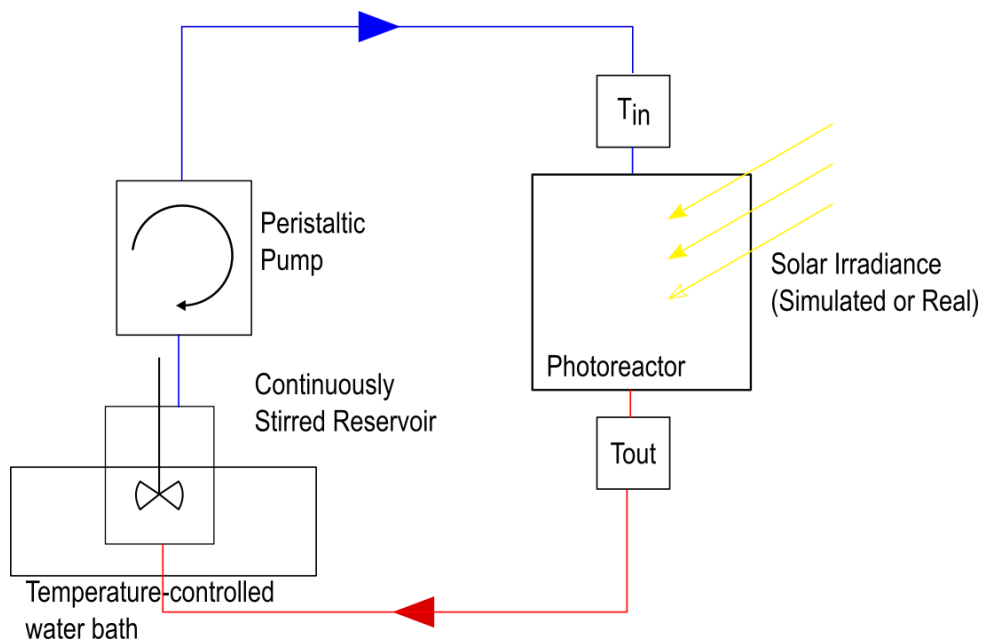 Tin
Peristaltic
Pump
Solar Irradiance
(Simulated or Real)
Photoreactor
Continuously
Stirred Reservoir
Tout
Temperature-controlled
water bath